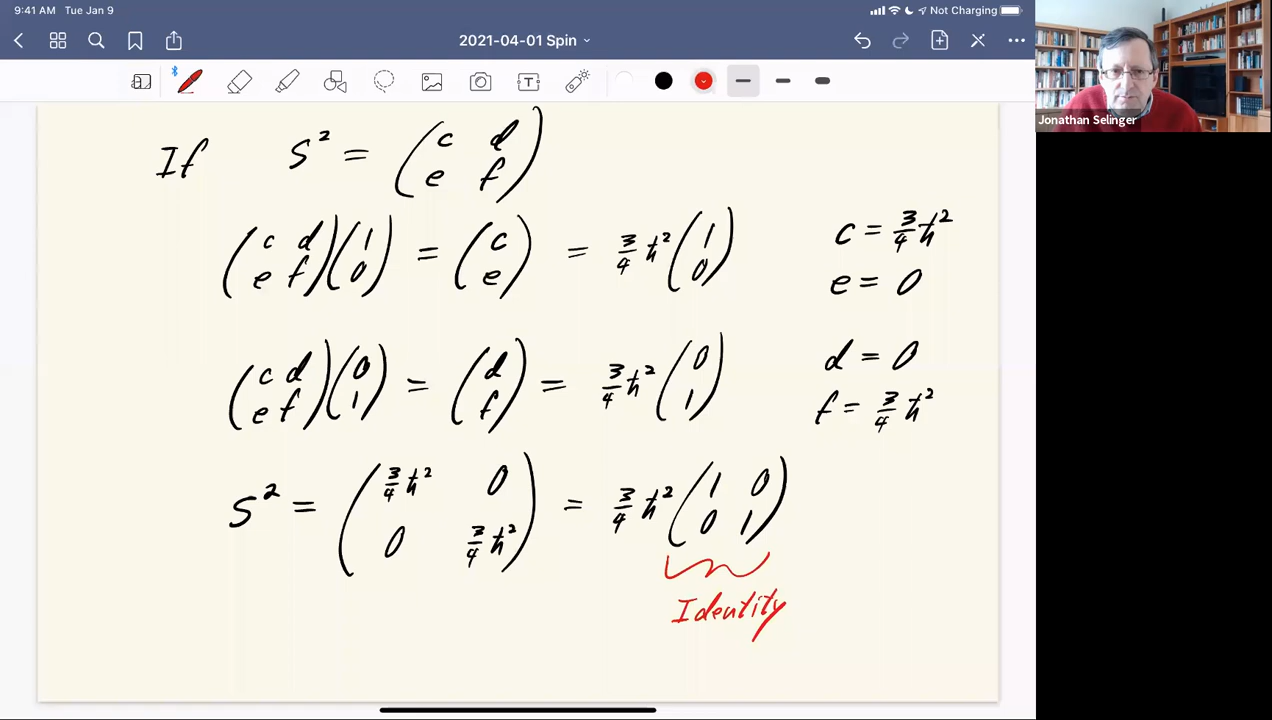 9:41 AM Tue Jan 9
Not Charging
2021-04-01 Spin
T
Jonathan Selinger
If S² = (c d
e f)
(c d
e f)(1
0) = (c
e) = 3/4 ħ² (1
0)
c = 3/4 ħ²
e = 0
(c d
e f)(0
1) = (d
f) = 3/4 ħ² (0
1)
d = 0
f = 3/4 ħ²
S² = (3/4 ħ² 0
0 3/4 ħ²) = 3/4 ħ² (1 0
0 1)
Identity